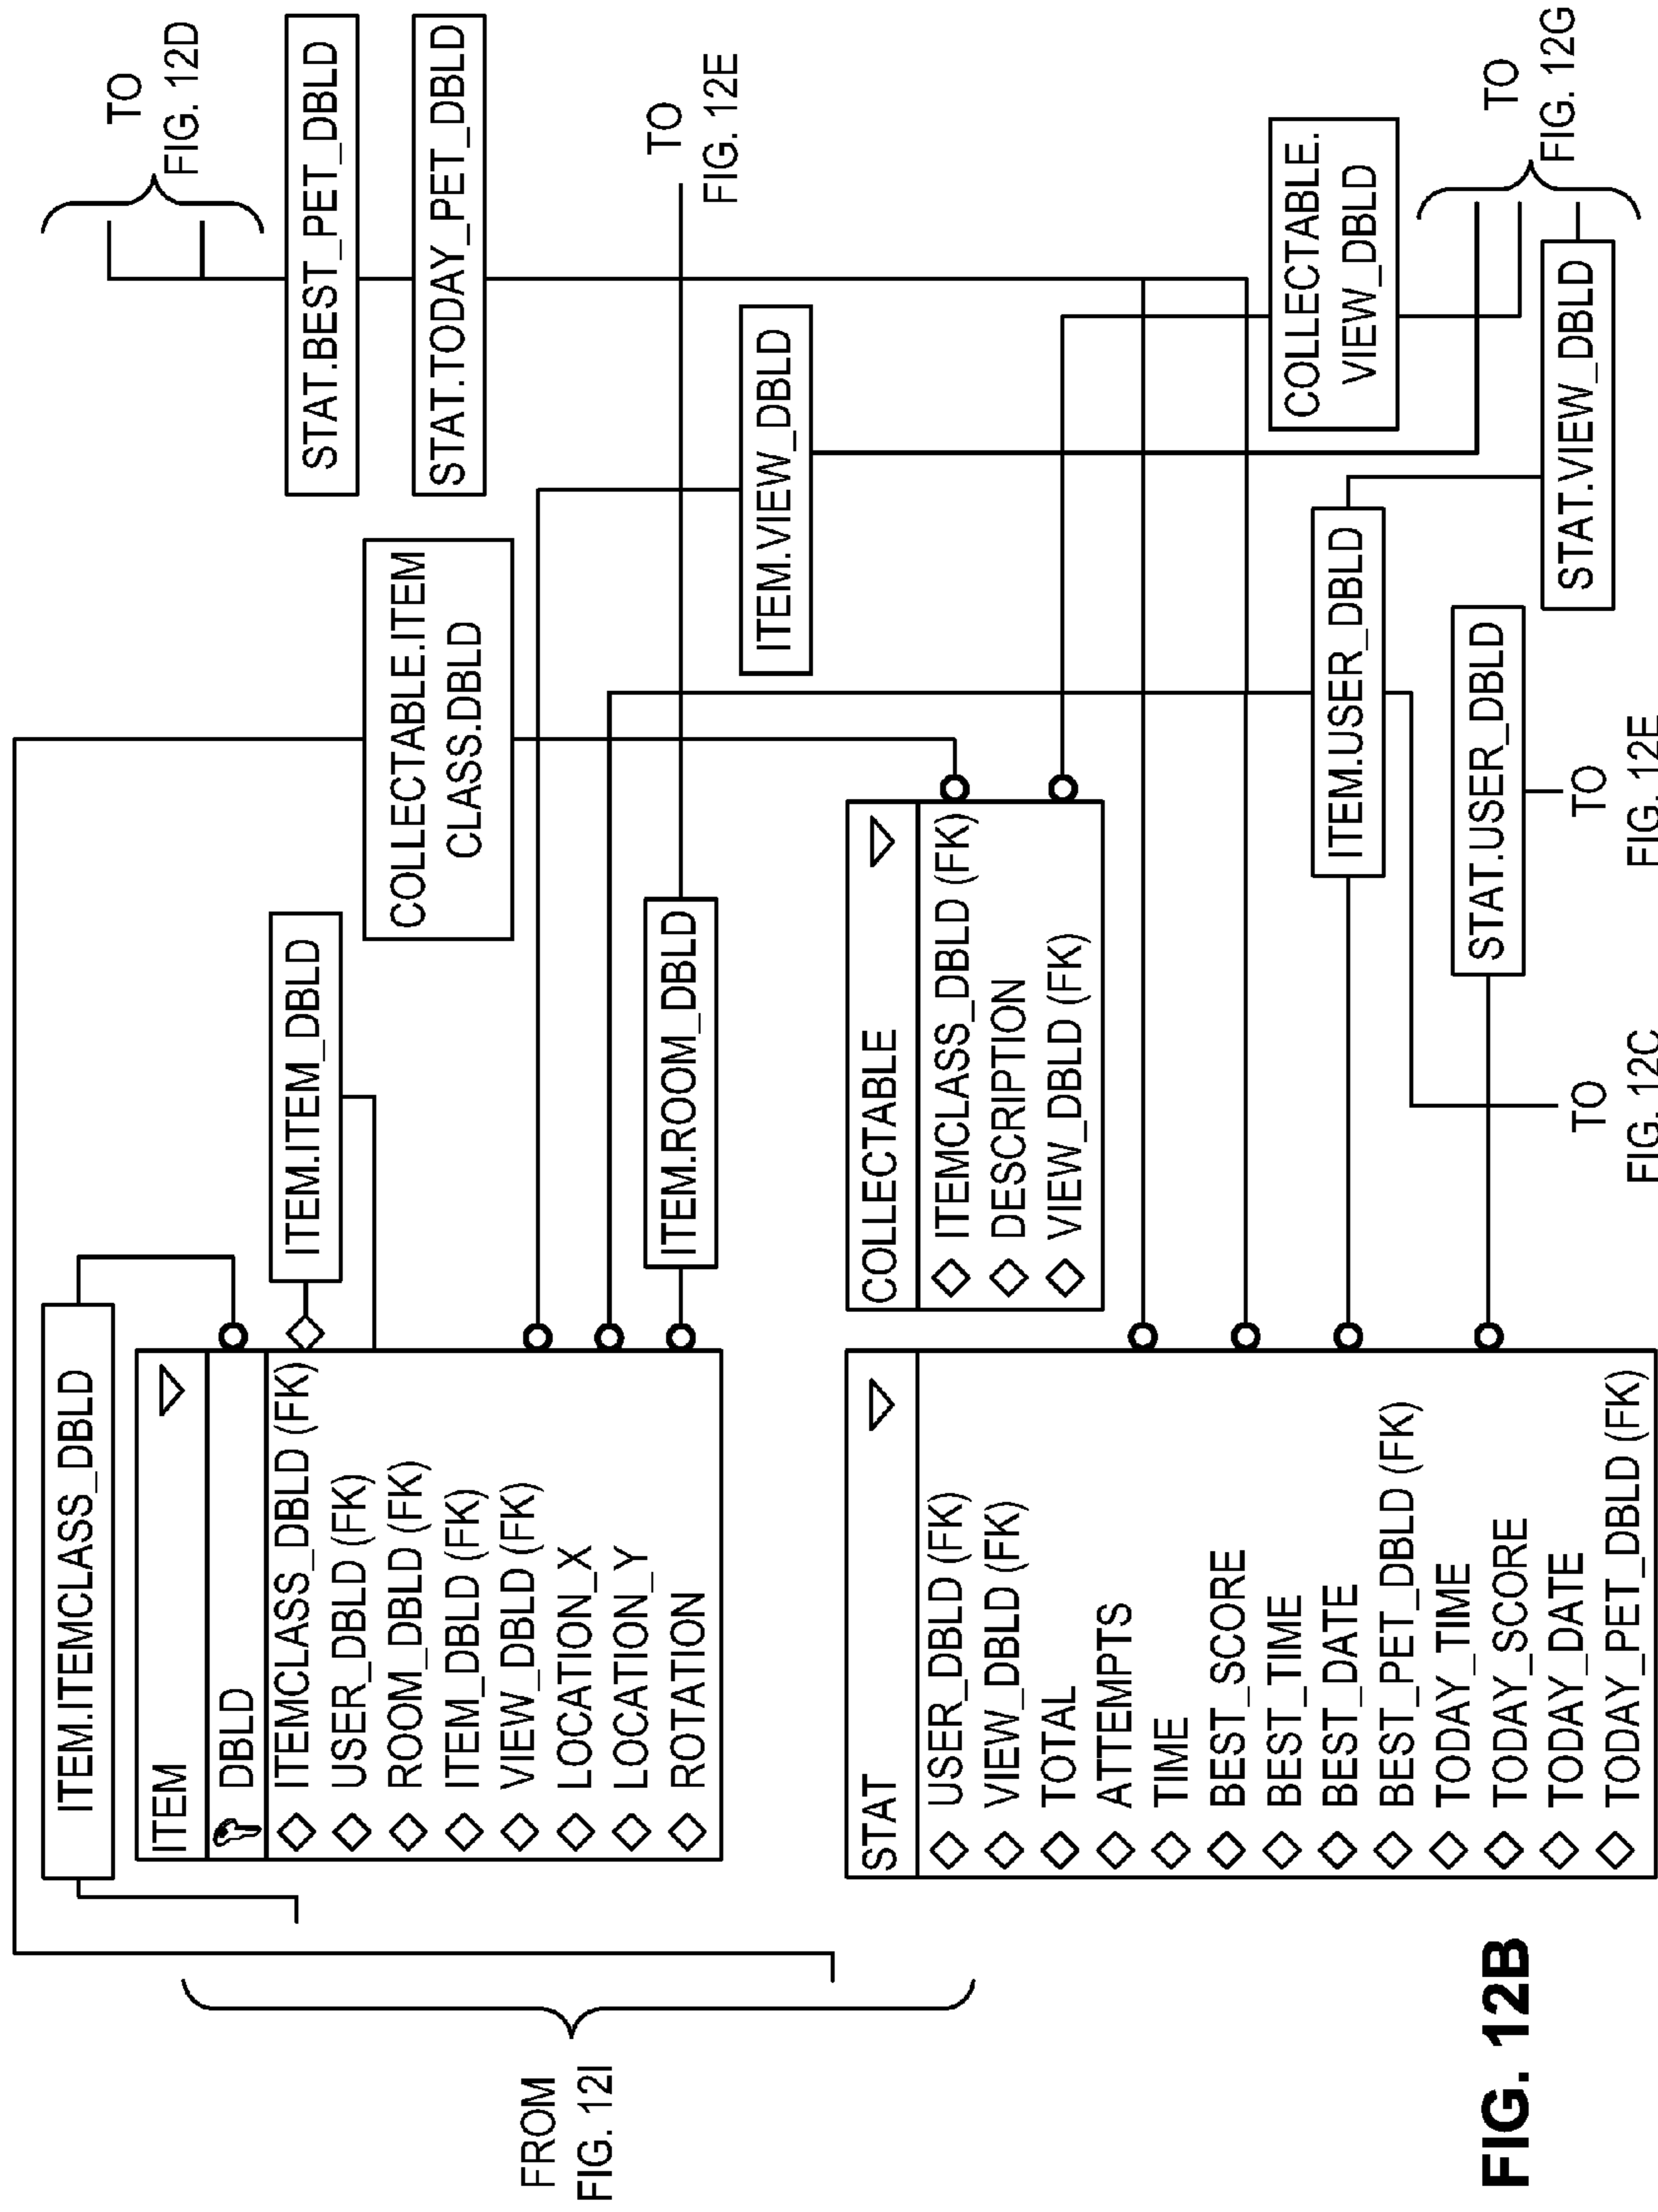 ITEM.ITEMCLASS_DBLD
TO
FIG. 12D
ITEM
DBLD
ITEMCLASS_DBLD (FK)
USER_DBLD (FK)
ROOM_DBLD (FK)
ITEM_DBLD (FK)
VIEW_DBLD (FK)
LOCATION_X
LOCATION_Y
ROTATION
ITEM.ITEM_DBLD
STAT.BEST_PET_DBLD
COLLECTABLE.ITEM
CLASS.DBLD
STAT.TODAY_PET_DBLD
FROM
FIG. 12I
ITEM.ROOM_DBLD
TO
FIG. 12E
ITEM.VIEW_DBLD
COLLECTABLE
ITEMCLASS_DBLD (FK)
DESCRIPTION
VIEW_DBLD (FK)
STAT
USER_DBLD (FK)
VIEW_DBLD (FK)
TOTAL
ATTEMPTS
TIME
BEST_SCORE
BEST_TIME
BEST_DATE
BEST_PET_DBLD (FK)
TODAY_TIME
TODAY_SCORE
TODAY_DATE
TODAY_PET_DBLD (FK)
COLLECTABLE.
VIEW_DBLD
ITEM.USER_DBLD
STAT.USER_DBLD
STAT.VIEW_DBLD
TO
FIG. 12G
TO
FIG. 12C
TO
FIG. 12E
FIG. 12B